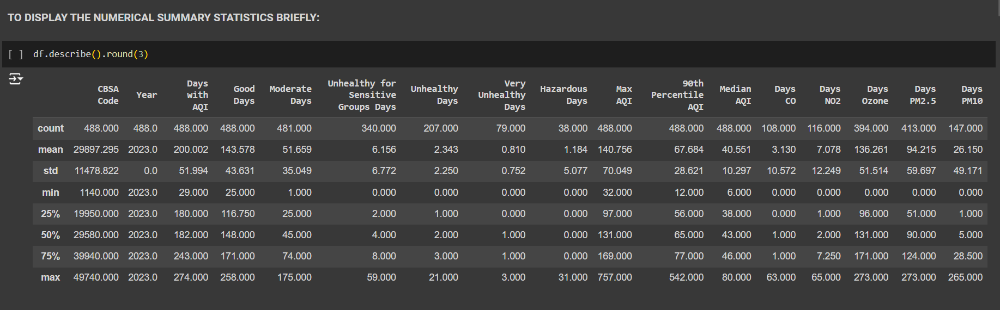 TO DISPLAY THE NUMERICAL SUMMARY STATISTICS BRIEFLY:
[ ] df.describe().round(3)
CBSA Code Year Days with AQI Good Days Moderate Days Unhealthy for Sensitive Groups Days Unhealthy Days Very Unhealthy Days Hazardous Days Max AQI 90th Percentile AQI Median AQI Days CO Days NO2 Days Ozone Days PM2.5 Days PM10
count 488.000 488.0 488.000 488.000 481.000 340.000 207.000 79.000 38.000 488.000 488.000 488.000 108.000 116.000 394.000 413.000 147.000
mean 29897.295 2023.0 200.002 143.578 51.659 6.156 2.343 0.810 1.184 140.756 67.684 40.551 3.130 7.078 136.261 94.215 26.150
std 11478.822 0.0 51.994 43.631 35.049 6.772 2.250 0.752 5.077 70.049 28.621 10.297 10.572 12.249 51.514 59.697 49.171
min 1140.000 2023.0 29.000 25.000 1.000 0.000 0.000 0.000 0.000 32.000 12.000 6.000 0.000 0.000 0.000 0.000 0.000
25% 19950.000 2023.0 180.000 116.750 25.000 2.000 1.000 0.000 0.000 97.000 56.000 38.000 0.000 1.000 96.000 51.000 1.000
50% 29580.000 2023.0 182.000 148.000 45.000 4.000 2.000 1.000 0.000 131.000 65.000 43.000 1.000 2.000 131.000 90.000 5.000
75% 39940.000 2023.0 243.000 171.000 74.000 8.000 3.000 1.000 0.000 169.000 77.000 46.000 1.000 7.250 171.000 124.000 28.500
max 49740.000 2023.0 274.000 258.000 175.000 59.000 21.000 3.000 31.000 757.000 542.000 80.000 63.000 65.000 273.000 273.000 265.000